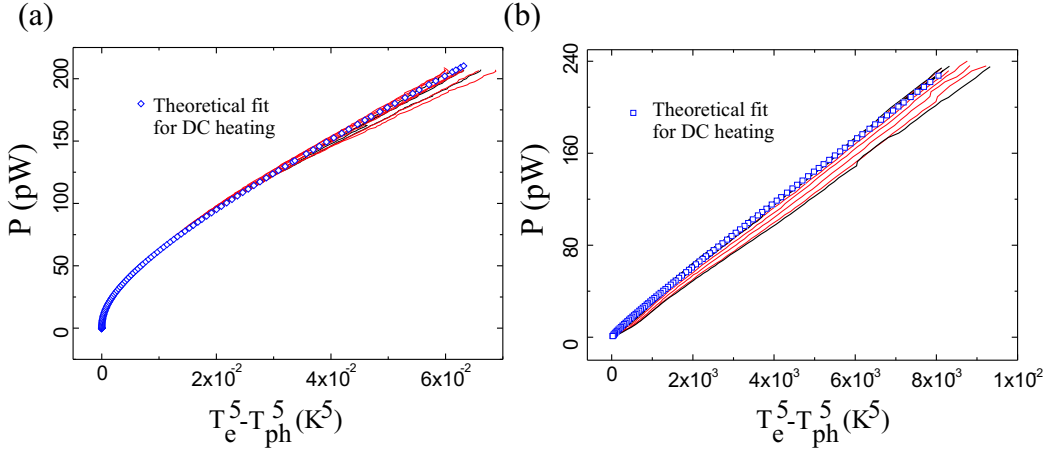 (a)
200
150
100
50
0
P (pW)
Theoretical fit
for DC heating
0
2x10⁻²
4x10⁻²
6x10⁻²
Tₑ⁵-Tₚₕ⁵(K⁵)
(b)
240
160
80
0
P (pW)
Theoretical fit
for DC heating
0
2x10³
4x10³
6x10³
8x10³
1x10²
Tₑ⁵-Tₚₕ⁵(K⁵)